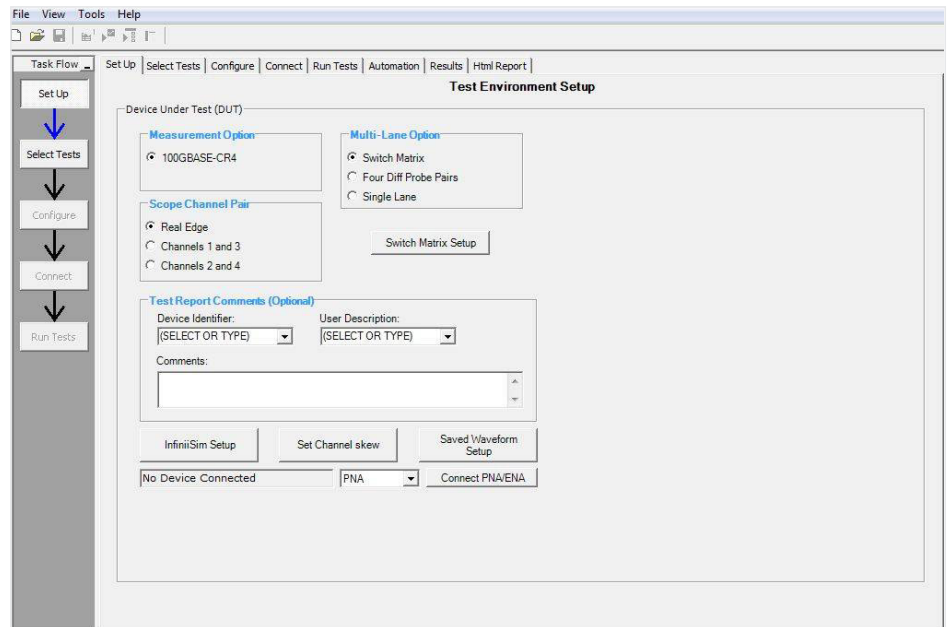 File View Tools Help
Task Flow
Set Up | Select Tests | Configure | Connect | Run Tests | Automation | Results | Html Report
Test Environment Setup
Set Up
Select Tests
Configure
Connect
Run Tests
Device Under Test (DUT)
Measurement Option
100GBASE-CR4
Multi-Lane Option
Switch Matrix
Four Diff Probe Pairs
Single Lane
Scope Channel Pair
Real Edge
Channels 1 and 3
Channels 2 and 4
Switch Matrix Setup
Test Report Comments (Optional)
Device Identifier: User Description:
(SELECT OR TYPE) (SELECT OR TYPE)
Comments:
InfiniiSim Setup
Set Channel skew
Saved Waveform
Setup
No Device Connected PNA Connect PNA/ENA